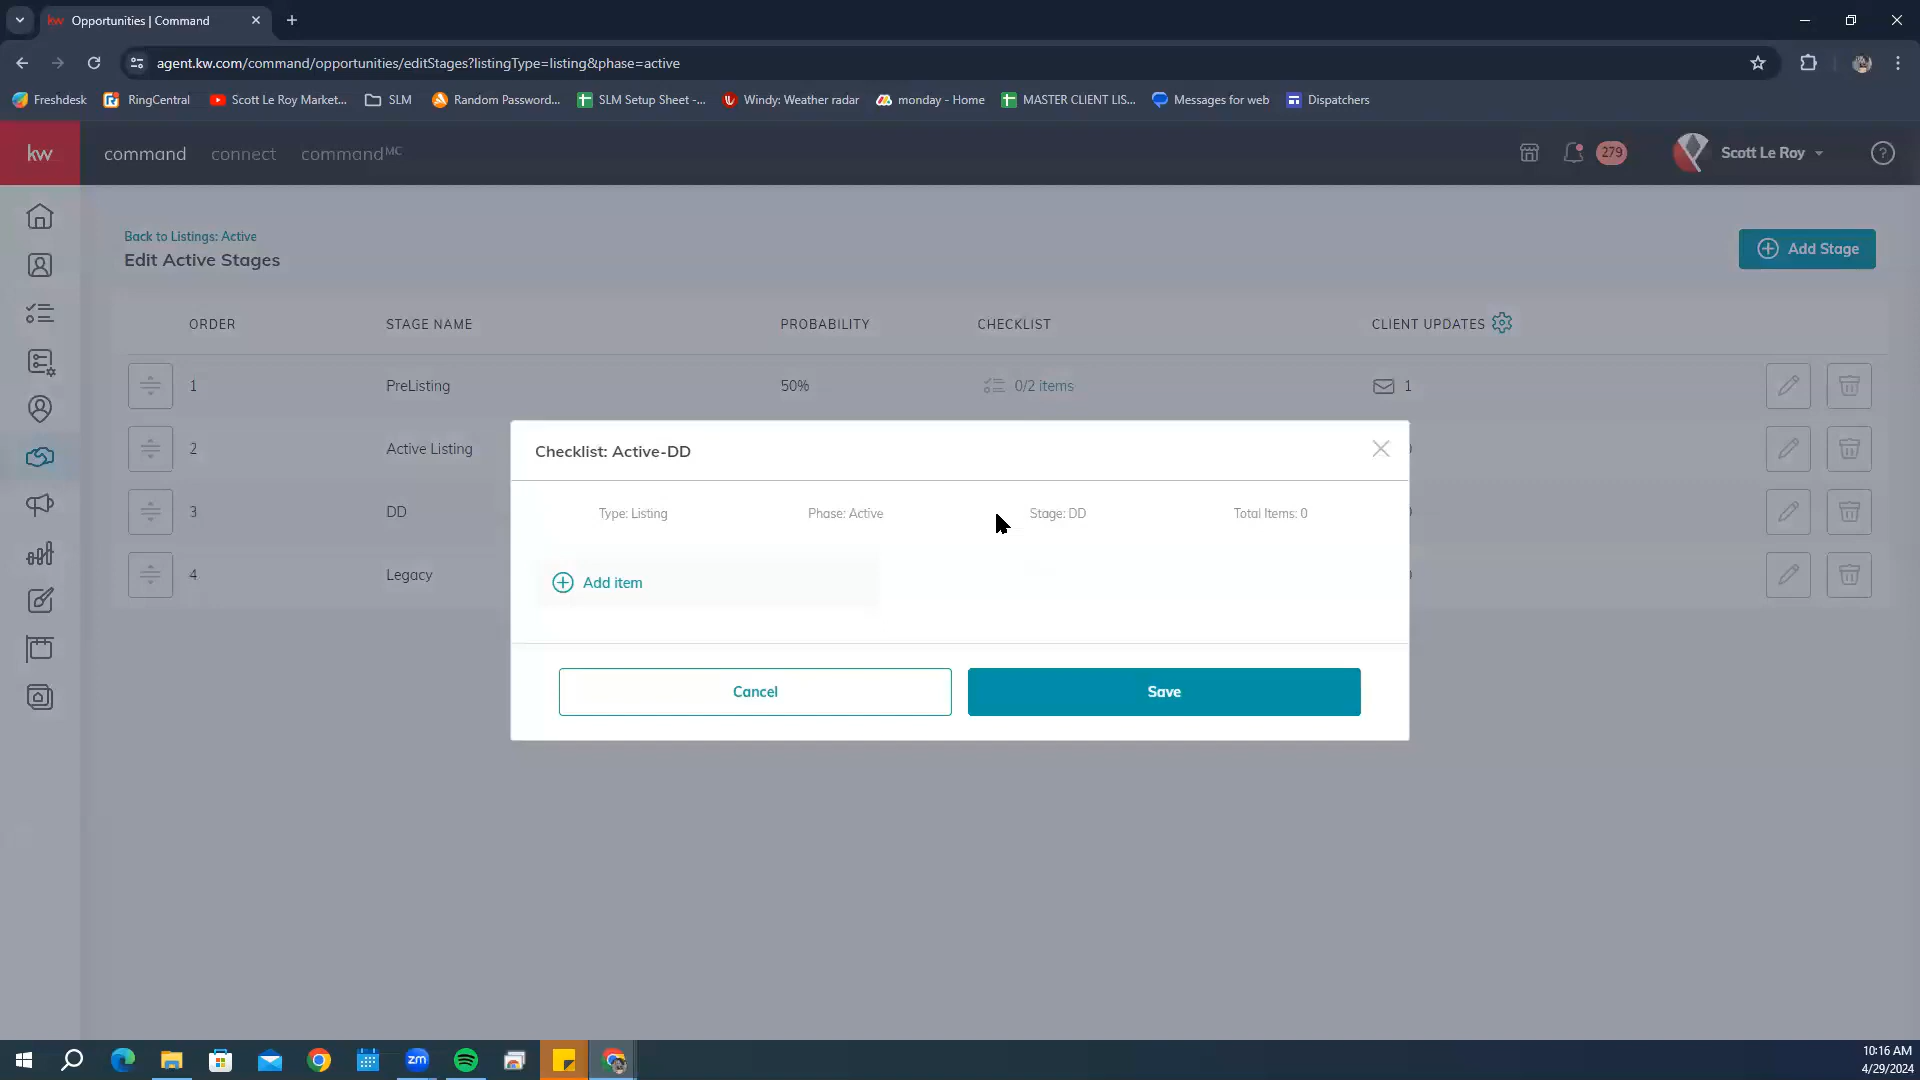 kw Opportunities | Command
agent.kw.com/command/opportunities/editStages?listingType=listing&phase=active
Freshdesk RingCentral Scott Le Roy Market... SLM Random Password... SLM Setup Sheet -... Windy: Weather radar monday - Home MASTER CLIENT LIS... Messages for web Dispatchers
kw command connect commandMC 279 Scott Le Roy
Back to Listings: Active
Edit Active Stages
Add Stage
ORDER STAGE NAME PROBABILITY CHECKLIST CLIENT UPDATES
1 PreListing 50% 0/2 items 1
2 Active Listing
3 DD
4 Legacy
Checklist: Active-DD
Type: Listing Phase: Active Stage: DD Total Items: 0
Add item
Cancel Save
zm
10:16 AM
4/29/2024